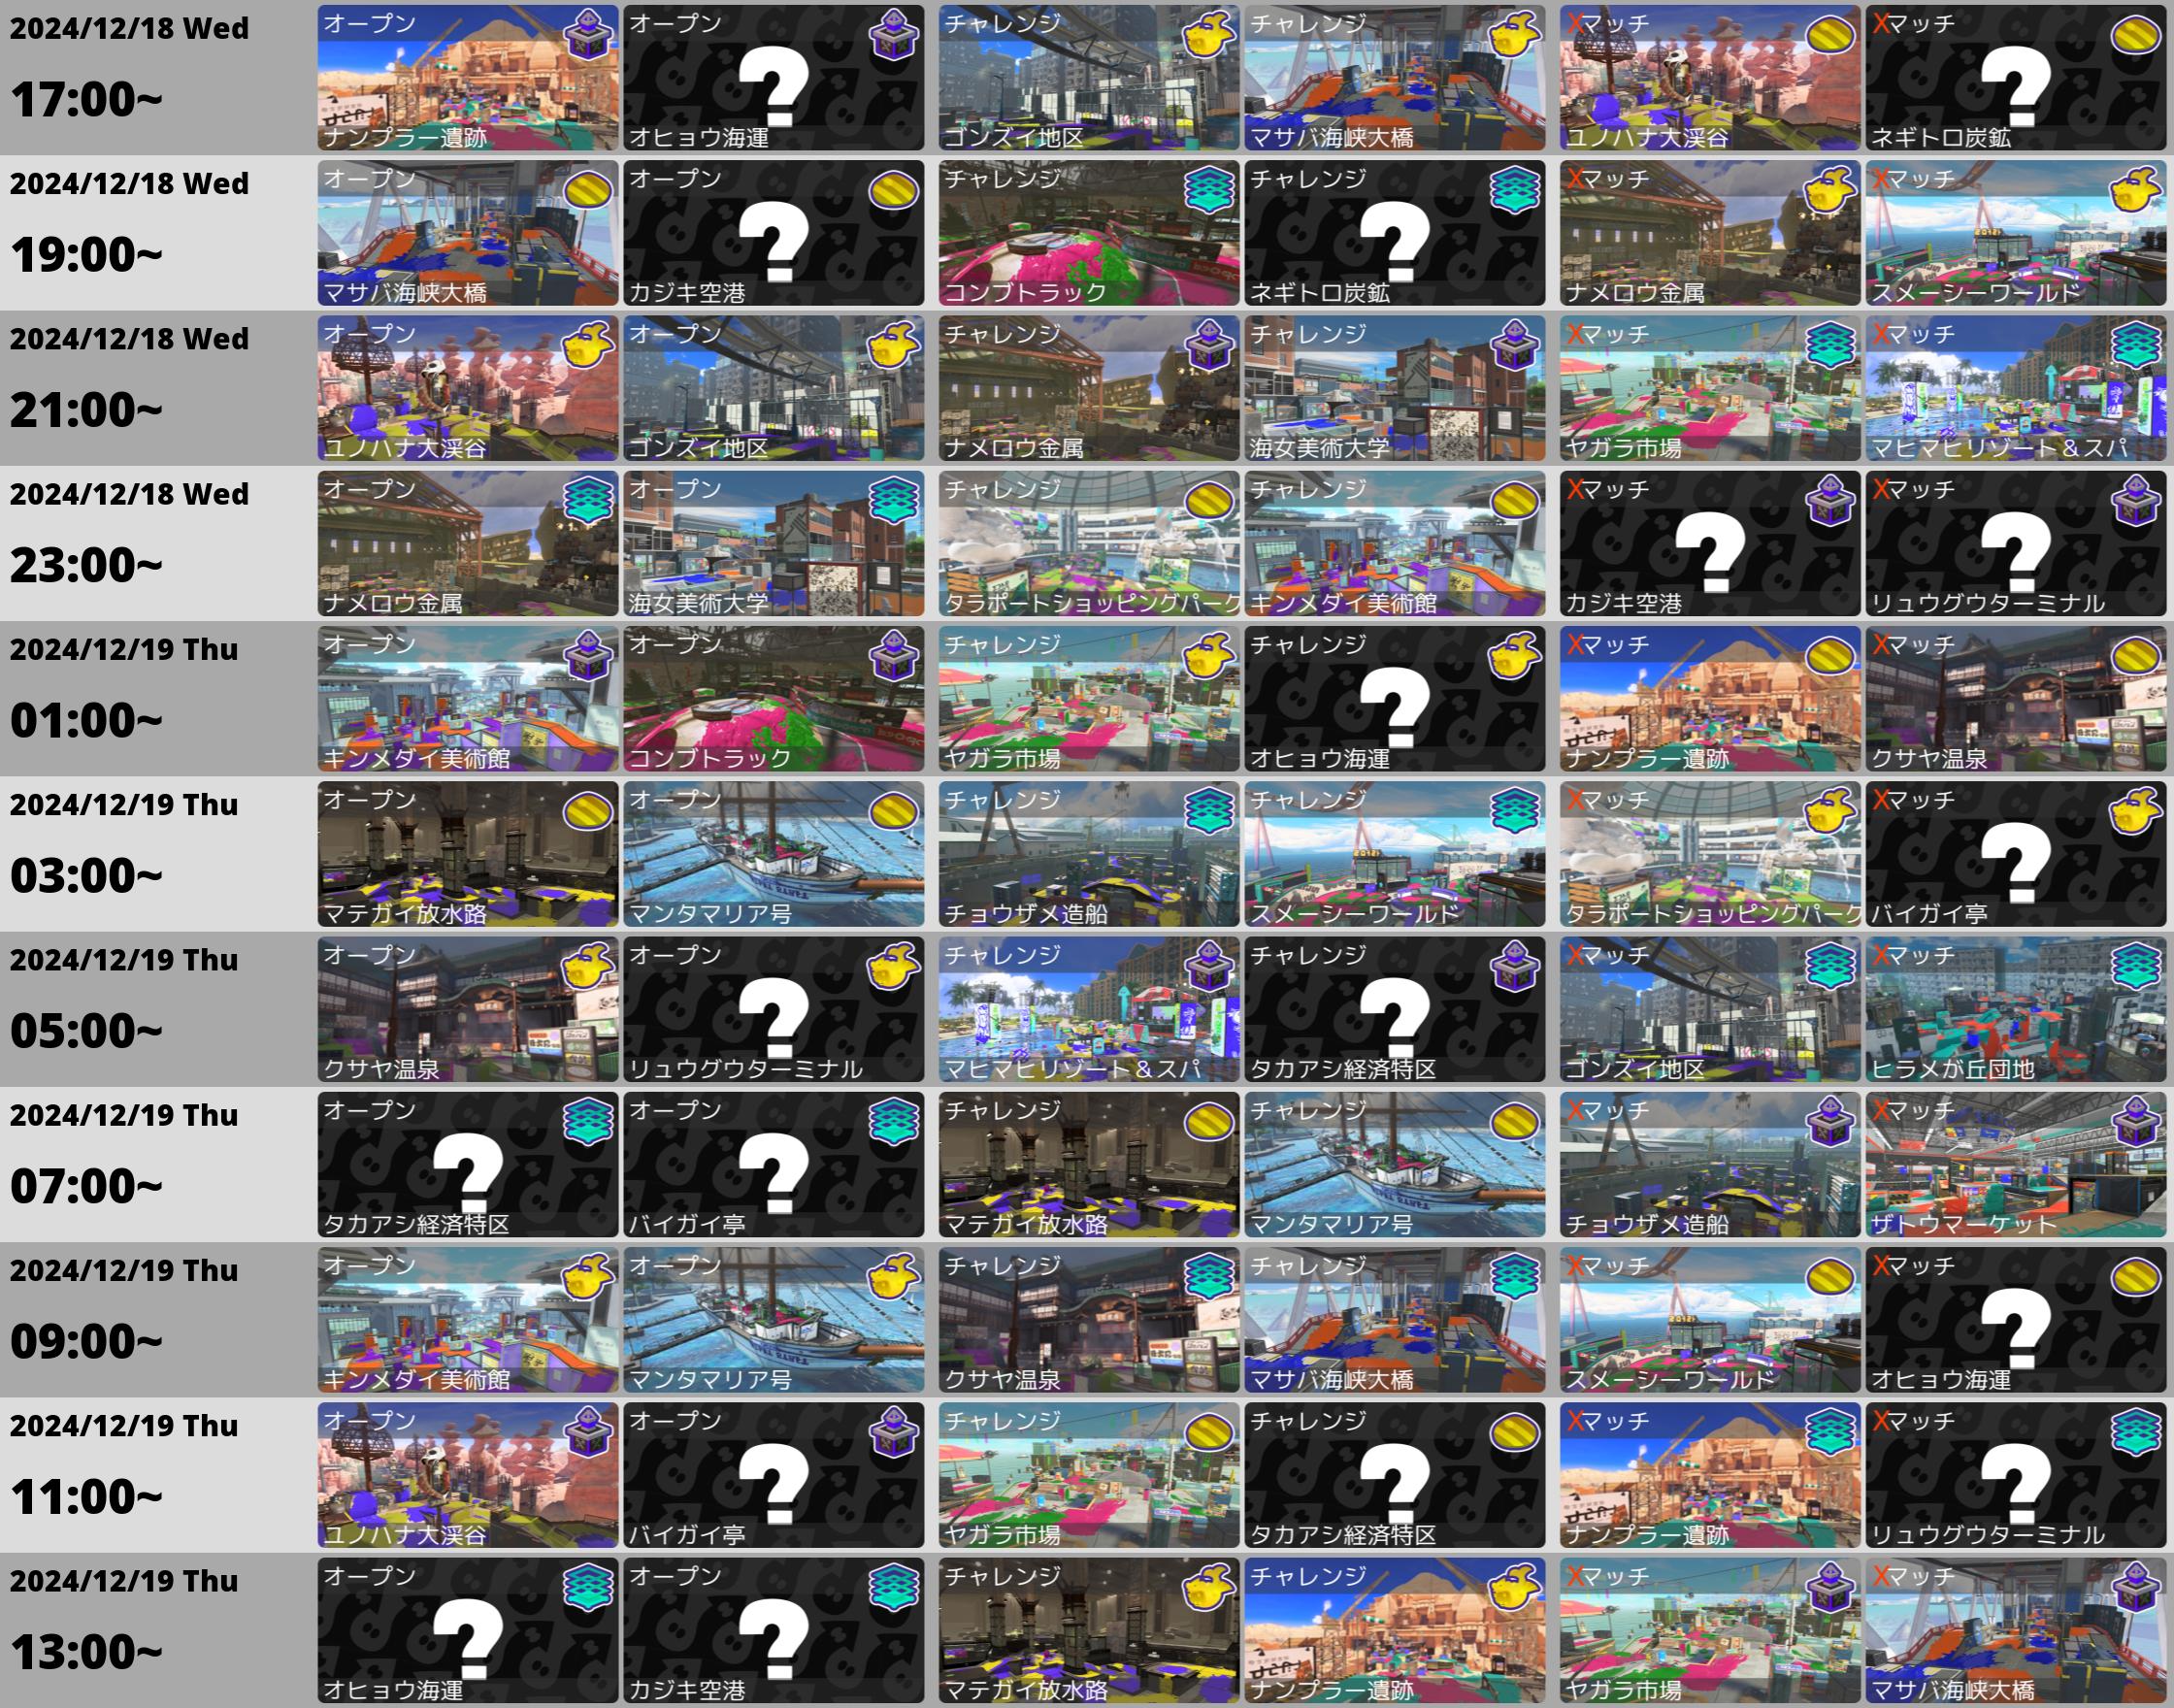 2024/12/18 Wed
17:00~
オープン
ナンプラー遺跡
オープン
オヒョウ海運
チャレンジ
ゴンズイ地区
チャレンジ
マサバ海峡大橋
Xマッチ
ユノハナ大渓谷
Xマッチ
ネギトロ炭鉱
2024/12/18 Wed
19:00~
オープン
マサバ海峡大橋
オープン
カジキ空港
チャレンジ
コンブトラック
チャレンジ
ネギトロ炭鉱
Xマッチ
ナメロウ金属
Xマッチ
スメーシーワールド
2024/12/18 Wed
21:00~
オープン
ユノハナ大渓谷
オープン
ゴンズイ地区
チャレンジ
ナメロウ金属
チャレンジ
海女美術大学
Xマッチ
ヤガラ市場
Xマッチ
マヒマヒリゾート&スパ
2024/12/18 Wed
23:00~
オープン
ナメロウ金属
オープン
海女美術大学
チャレンジ
タラポートショッピングパーク
チャレンジ
キンメダイ美術館
Xマッチ
カジキ空港
Xマッチ
リュウグウターミナル
2024/12/19 Thu
01:00~
オープン
キンメダイ美術館
オープン
コンブトラック
チャレンジ
ヤガラ市場
チャレンジ
オヒョウ海運
Xマッチ
ナンプラー遺跡
Xマッチ
クサヤ温泉
2024/12/19 Thu
03:00~
オープン
マテガイ放水路
オープン
マンタマリア号
チャレンジ
チョウザメ造船
チャレンジ
スメーシーワールド
Xマッチ
タラポートショッピングパーク
Xマッチ
バイガイ亭
2024/12/19 Thu
05:00~
オープン
クサヤ温泉
オープン
リュウグウターミナル
チャレンジ
マヒマヒリゾート&スパ
チャレンジ
タカアシ経済特区
Xマッチ
ゴンズイ地区
Xマッチ
ヒラメが丘団地
2024/12/19 Thu
07:00~
オープン
タカアシ経済特区
オープン
バイガイ亭
チャレンジ
マテガイ放水路
チャレンジ
マンタマリア号
Xマッチ
チョウザメ造船
Xマッチ
ザトウマーケット
2024/12/19 Thu
09:00~
オープン
キンメダイ美術館
オープン
マンタマリア号
チャレンジ
クサヤ温泉
チャレンジ
マサバ海峡大橋
Xマッチ
スメーシーワールド
Xマッチ
オヒョウ海運
2024/12/19 Thu
11:00~
オープン
ユノハナ大渓谷
オープン
バイガイ亭
チャレンジ
ヤガラ市場
チャレンジ
タカアシ経済特区
Xマッチ
ナンプラー遺跡
Xマッチ
リュウグウターミナル
2024/12/19 Thu
13:00~
オープン
オヒョウ海運
オープン
カジキ空港
チャレンジ
マテガイ放水路
チャレンジ
ナンプラー遺跡
Xマッチ
ヤガラ市場
Xマッチ
マサバ海峡大橋